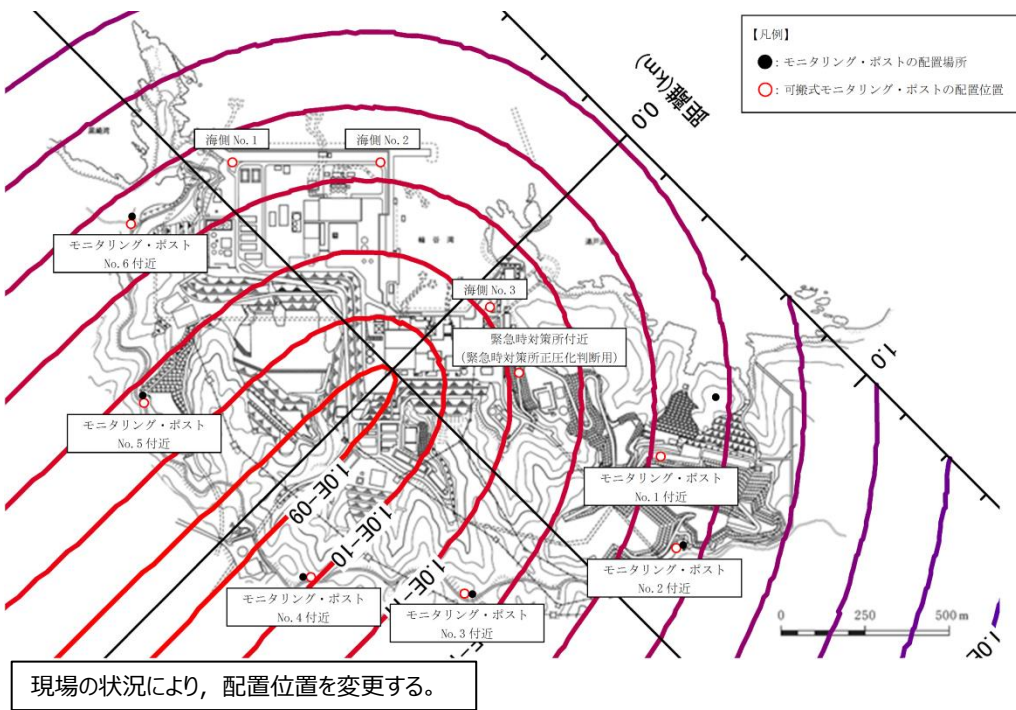 【凡例】
●：モニタリング・ポストの配置場所
○：可搬式モニタリング・ポストの配置位置
距離(km)
0.0
1.0
海側 No.1
海側 No.2
モニタリング・ポスト
No.6 付近
輪谷湾
海側 No.3
緊急時対策所付近
(緊急時対策所正圧化判断用)
モニタリング・ポスト
No.5 付近
モニタリング・ポスト
No.1 付近
1.0E-09
1.0E-10
モニタリング・ポスト
No.2 付近
モニタリング・ポスト
No.4 付近
モニタリング・ポスト
No.3 付近
0
250
500 m
現場の状況により，配置位置を変更する。